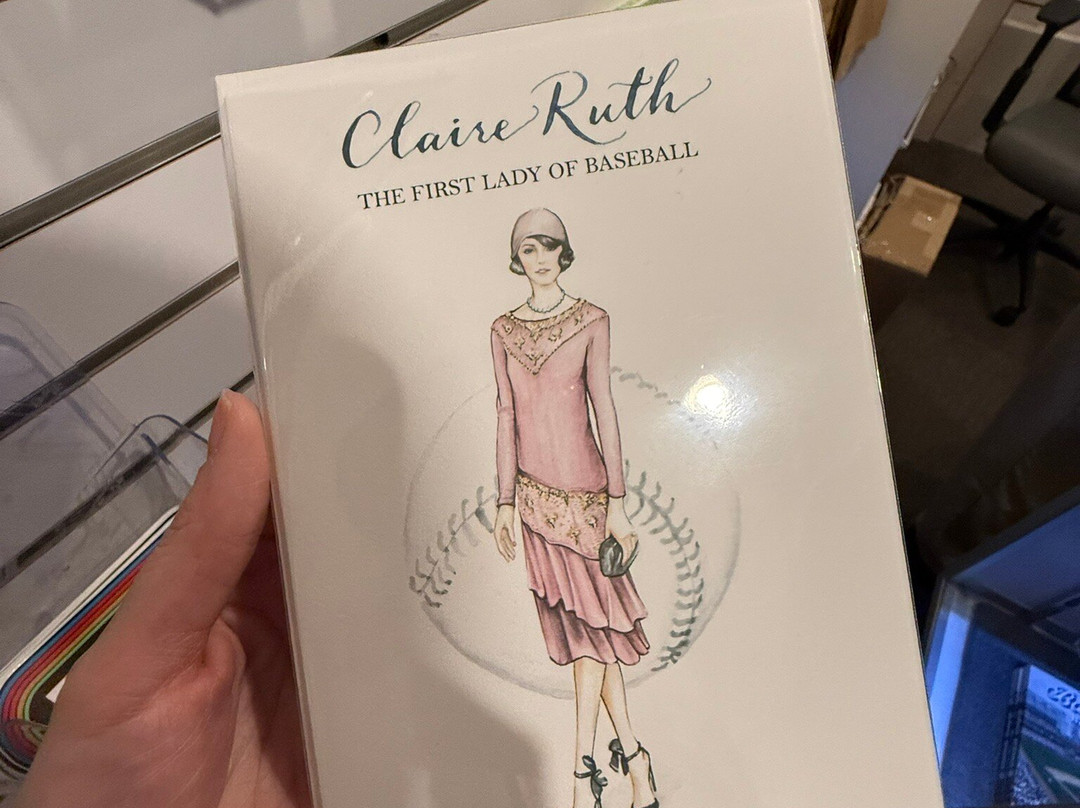 Claire Ruth
THE FIRST LADY OF BASEBALL